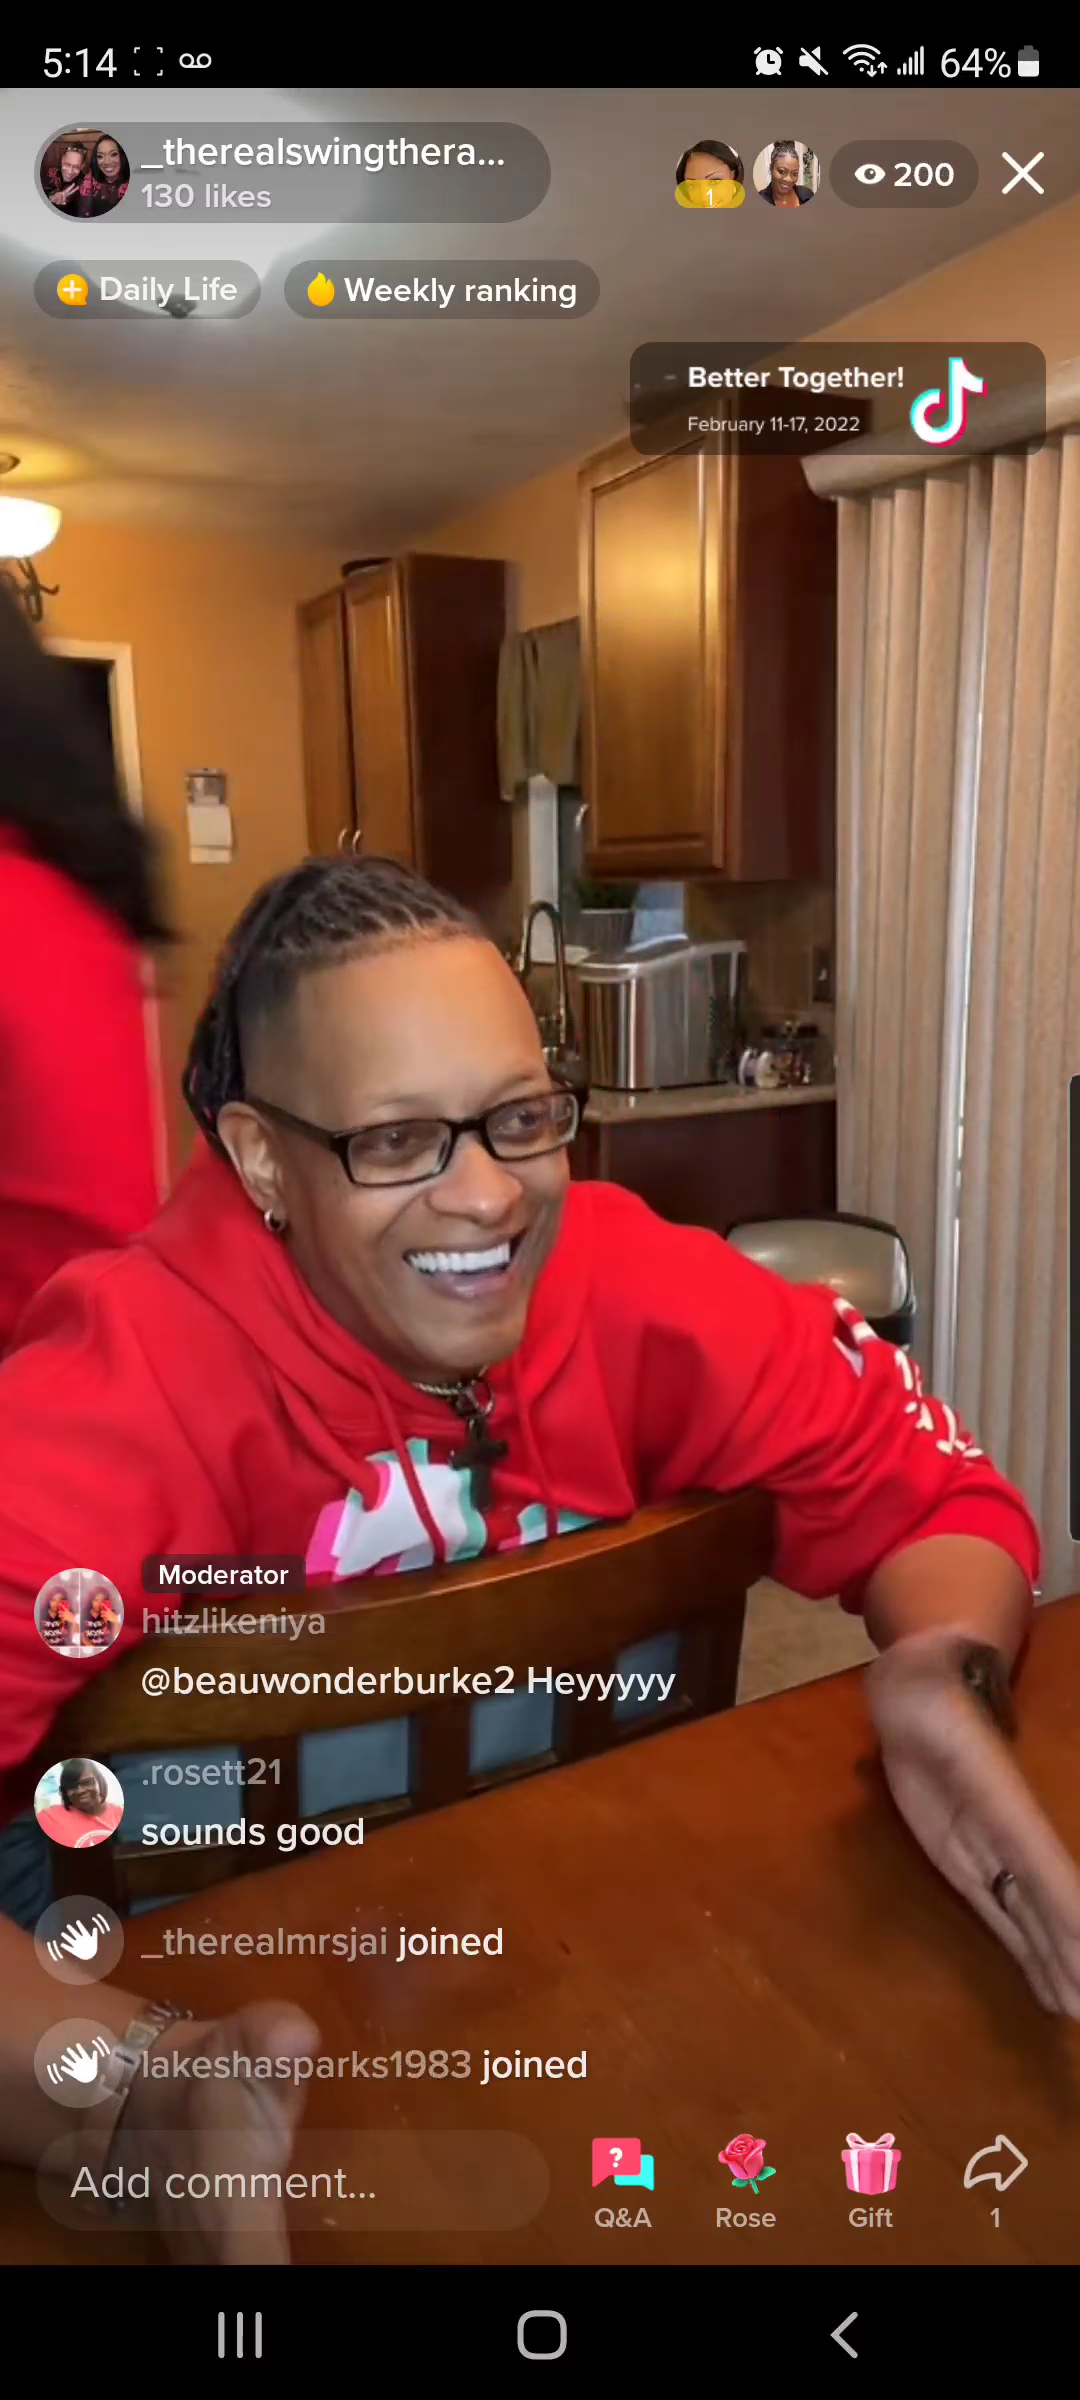 5:14
64%
_therealswingthera...
130 likes
1
200
Daily Life
Weekly ranking
Better Together!
February 11-17, 2022
Moderator
hitzlikeniya
@beauwonderburke2 Heyyyyy
.rosett21
sounds good
_therealmrsjai joined
lakeshasparks1983 joined
Add comment...
?
Q&A
Rose
Gift
1